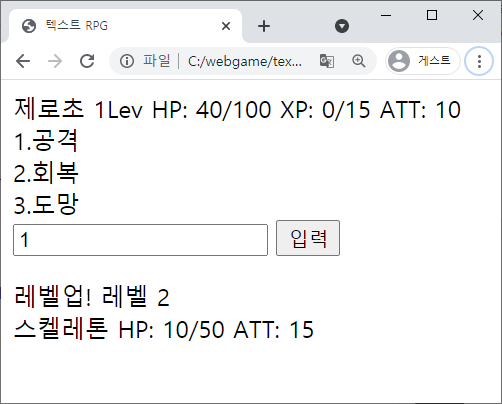 텍스트 RPG
파일
C:/webgame/tex...
게스트
제로초 1Lev HP: 40/100 XP: 0/15 ATT: 10
1.공격
2.회복
3.도망
1
입력
레벨업! 레벨 2
스켈레톤 HP: 10/50 ATT: 15